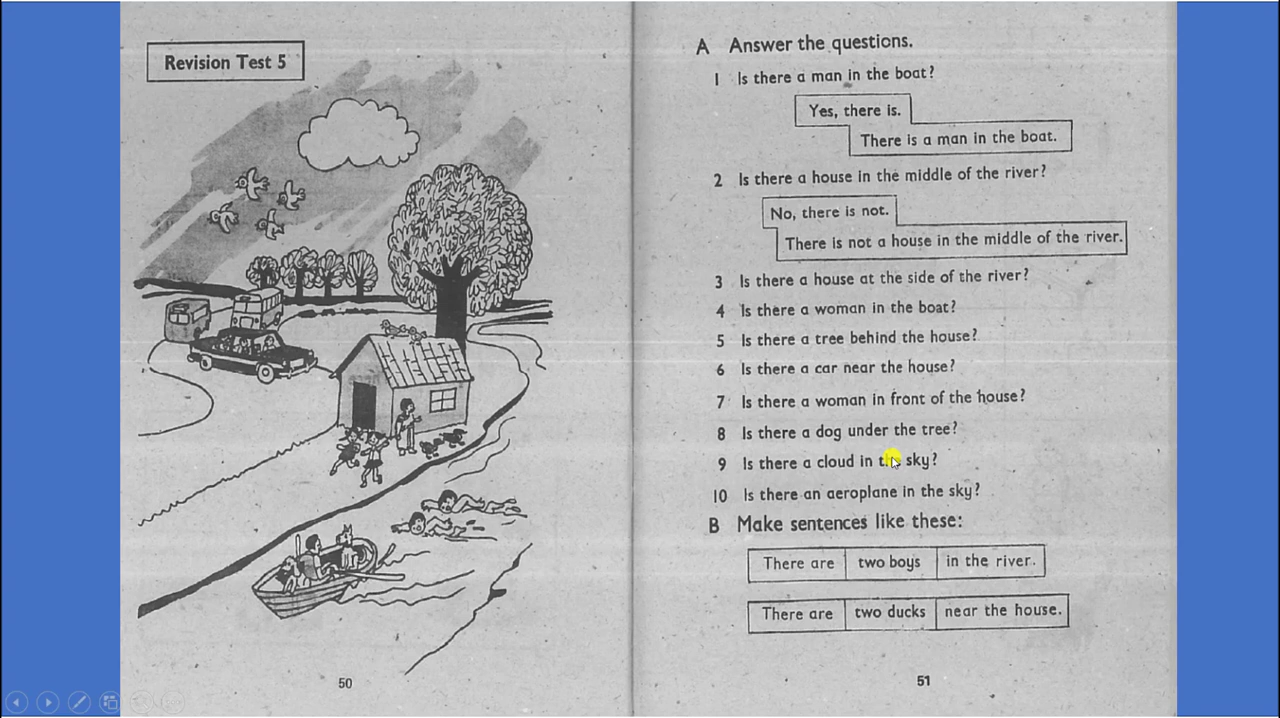 Revision Test 5
50
A Answer the questions.
1 Is there a man in the boat?
Yes, there is.
There is a man in the boat.
2 Is there a house in the middle of the river?
No, there is not.
There is not a house in the middle of the river.
3 Is there a house at the side of the river?
4 Is there a woman in the boat?
5 Is there a tree behind the house?
6 Is there a car near the house?
7 Is there a woman in front of the house?
8 Is there a dog under the tree?
9 Is there a cloud in the sky?
10 Is there an aeroplane in the sky?
B Make sentences like these:
There are two boys in the river.
There are two ducks near the house.
51